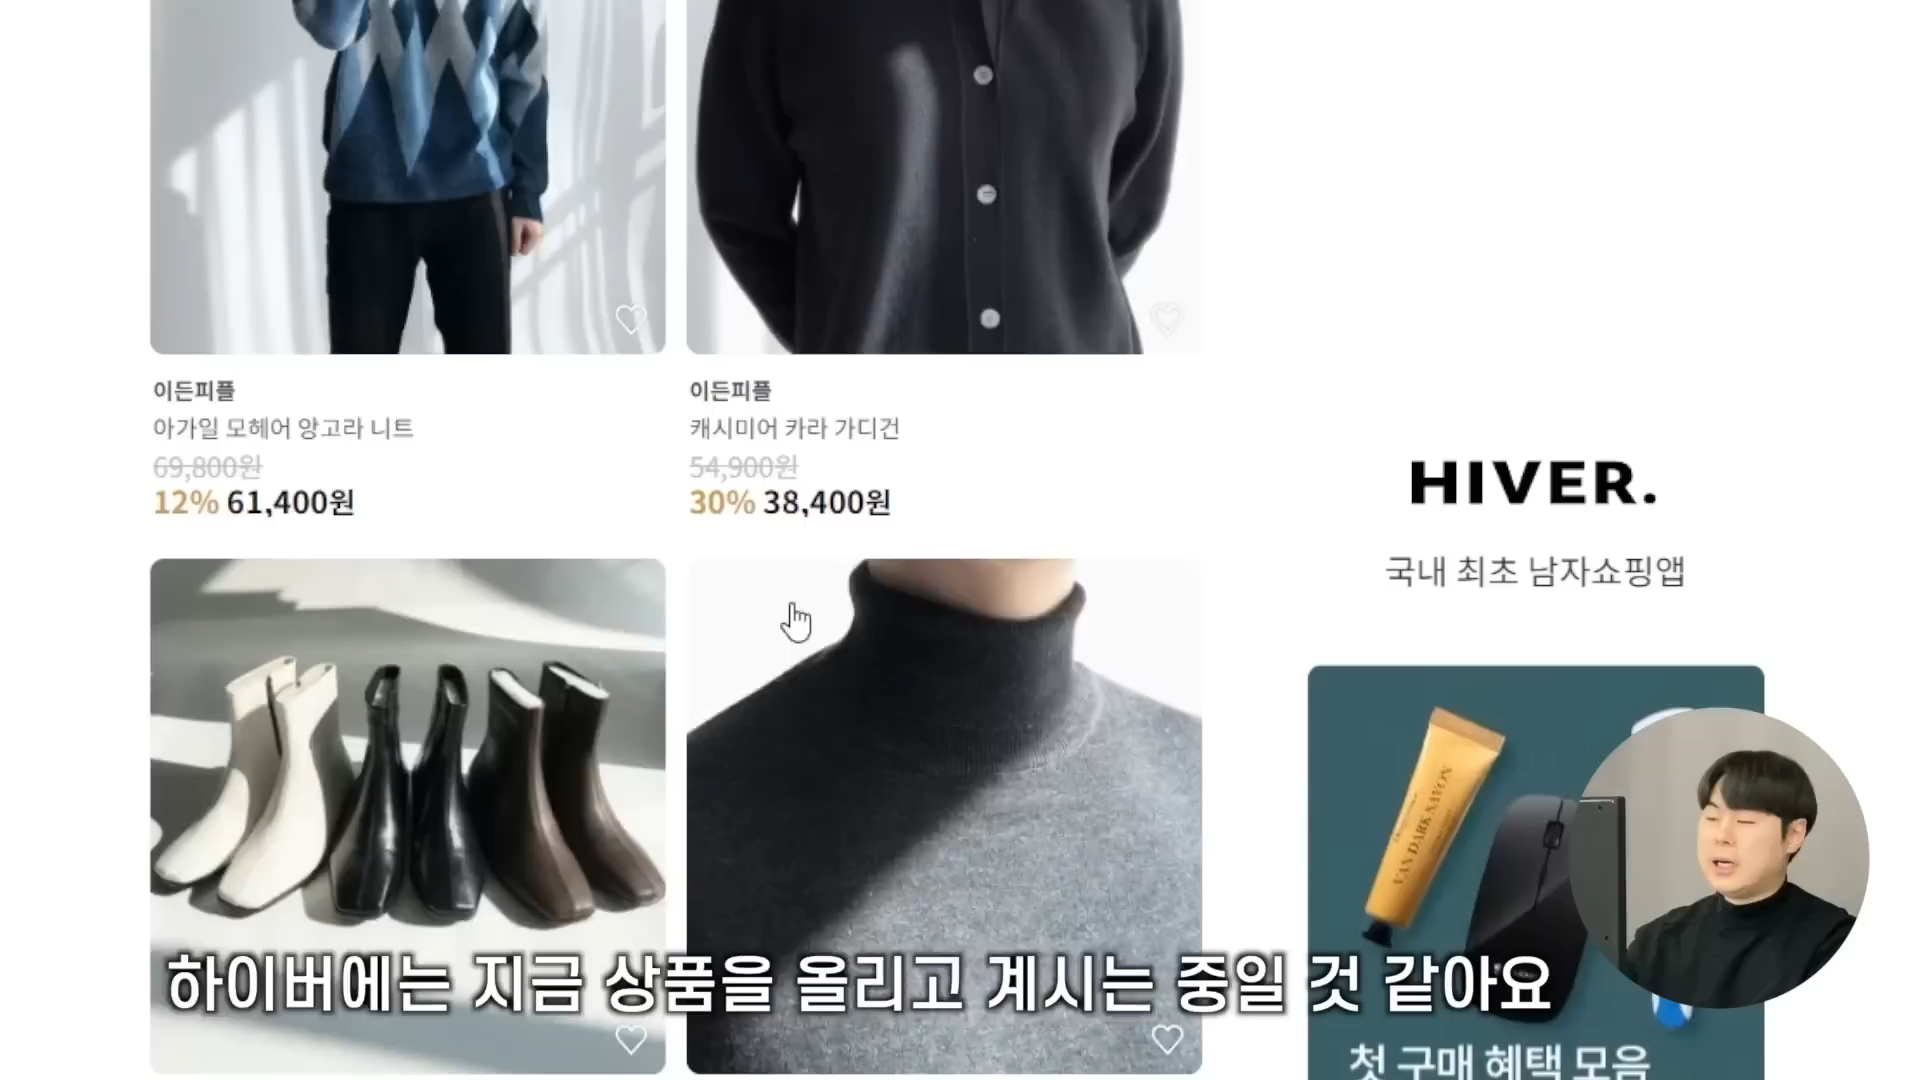 이든피플
아가일 모헤어 앙고라 니트
69,800원
12% 61,400원
이든피플
캐시미어 카라 가디건
54,900원
30% 38,400원
HIVER.
국내 최초 남자쇼핑앱
VAN DARK SAVON
첫 구매 혜택 모음
하이버에는 지금 상품을 올리고 계시는 중일 것 같아요